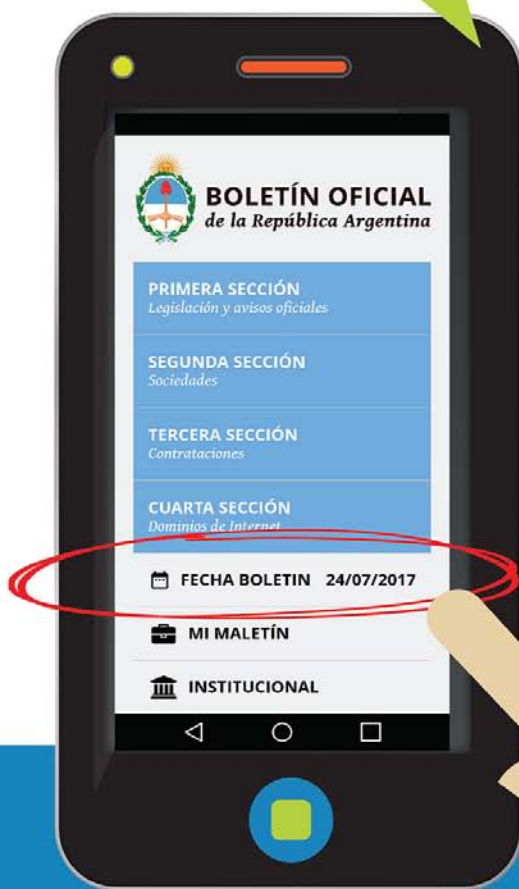 BOLETÍN OFICIAL
de la República Argentina
PRIMERA SECCIÓN
Legislación y avisos oficiales
SEGUNDA SECCIÓN
Sociedades
TERCERA SECCIÓN
Contrataciones
CUARTA SECCIÓN
Dominios de Internet
FECHA BOLETIN 24/07/2017
MI MALETÍN
INSTITUCIONAL